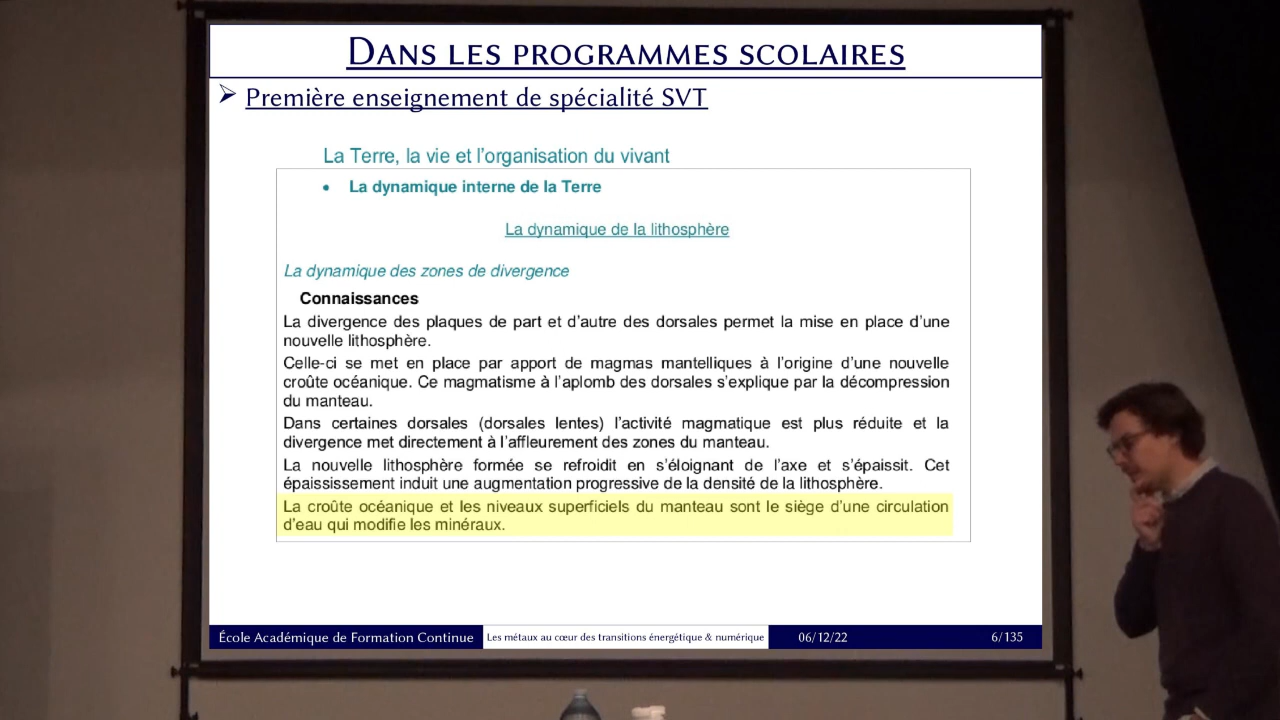 DANS LES PROGRAMMES SCOLAIRES
Première enseignement de spécialité SVT
La Terre, la vie et l'organisation du vivant
• La dynamique interne de la Terre
La dynamique de la lithosphère
La dynamique des zones de divergence
Connaissances
La divergence des plaques de part et d'autre des dorsales permet la mise en place d'une
nouvelle lithosphère.
Celle-ci se met en place par apport de magmas mantelliques à l'origine d'une nouvelle
croûte océanique. Ce magmatisme à l'aplomb des dorsales s'explique par la décompression
du manteau.
Dans certaines dorsales (dorsales lentes) l'activité magmatique est plus réduite et la
divergence met directement à l'affleurement des zones du manteau.
La nouvelle lithosphère formée se refroidit en s'éloignant de l'axe et s'épaissit. Cet
épaississement induit une augmentation progressive de la densité de la lithosphère.
La croûte océanique et les niveaux superficiels du manteau sont le siège d'une circulation
d'eau qui modifie les minéraux.
École Académique de Formation Continue Les métaux au cœur des transitions énergétique & numérique 06/12/22 6/135